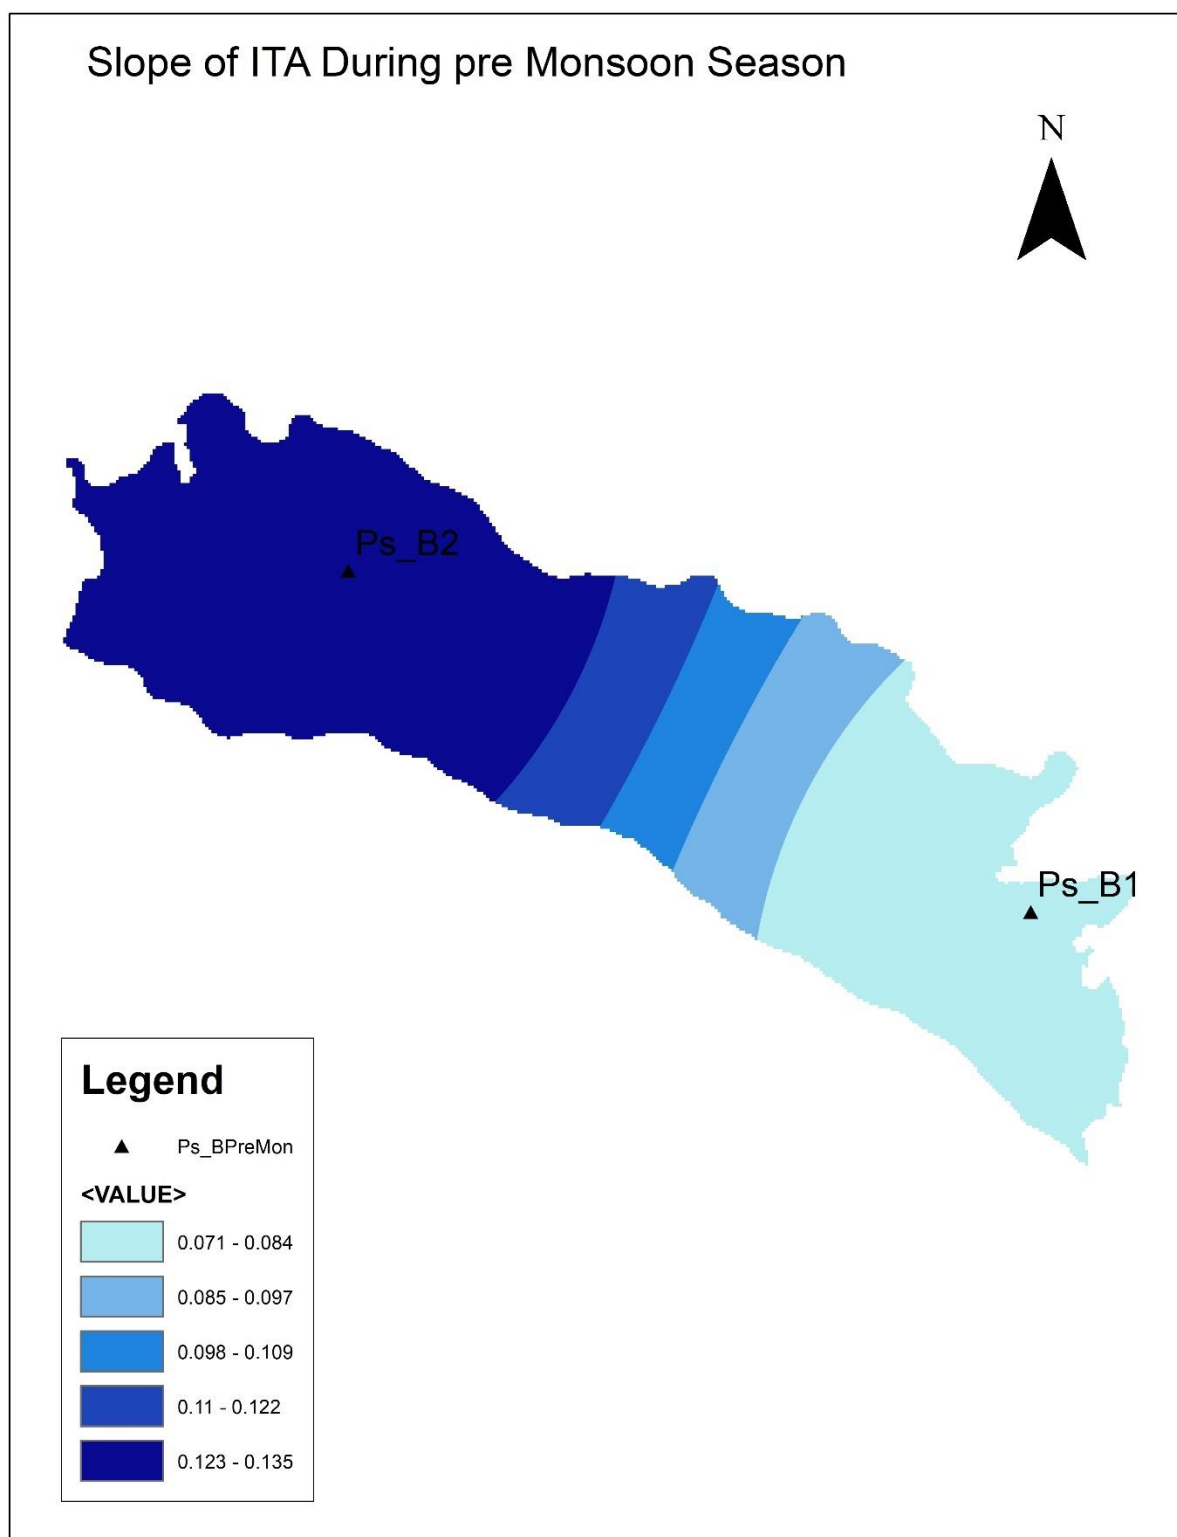 Slope of ITA During pre Monsoon Season
N
Ps_B2
Ps_B1
Legend
Ps_BPreMon
<VALUE>
0.071 - 0.084
0.085 - 0.097
0.098 - 0.109
0.11 - 0.122
0.123 - 0.135